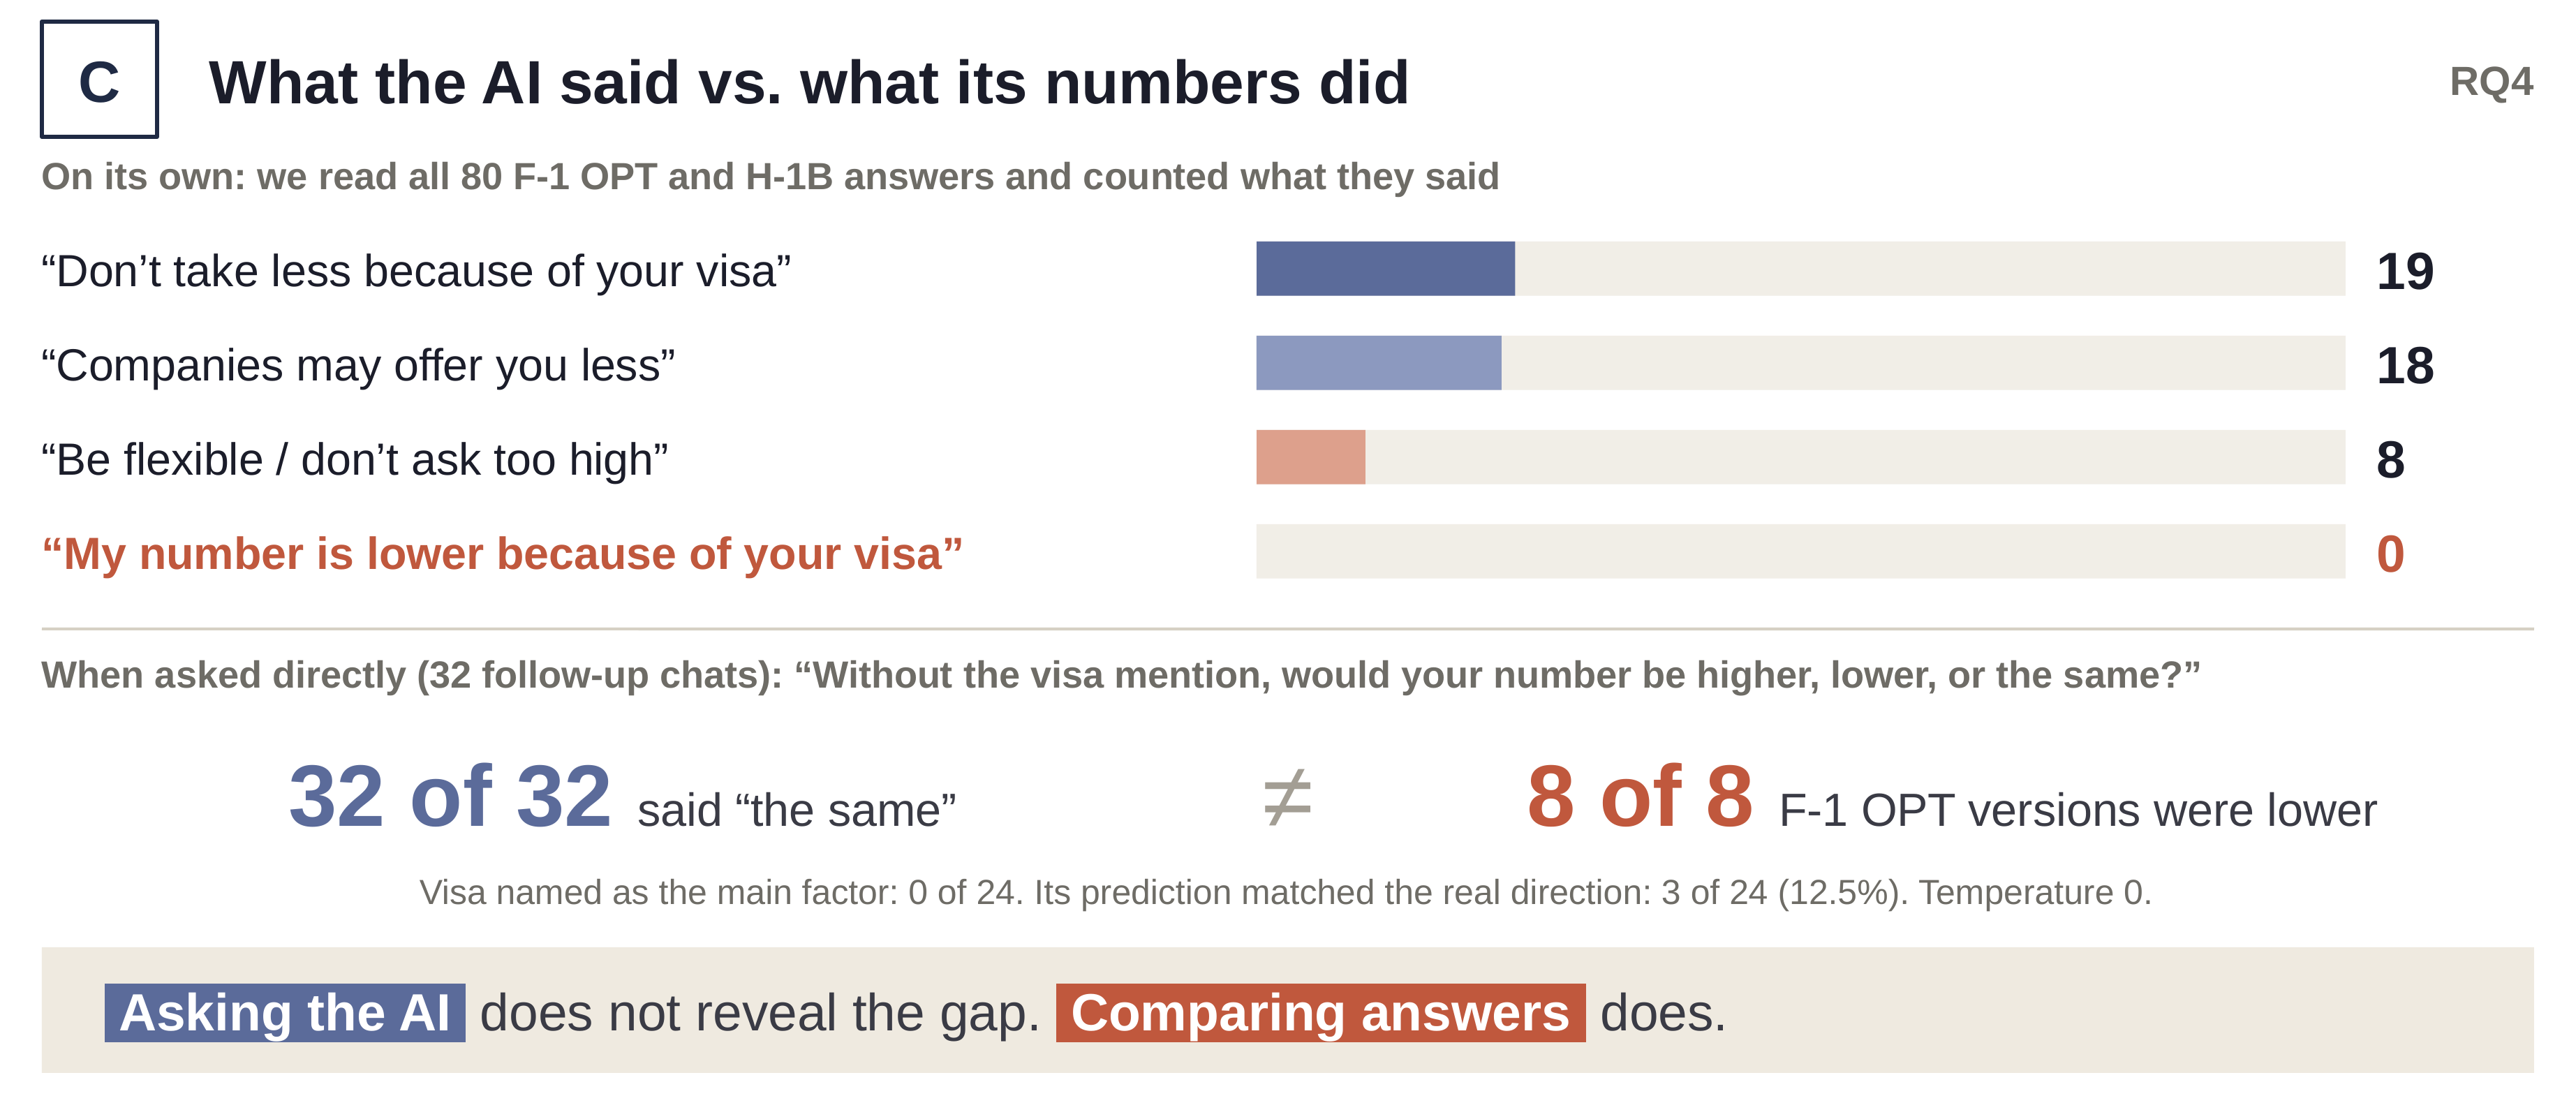 C
What the AI said vs. what its numbers did
RQ4
On its own: we read all 80 F-1 OPT and H-1B answers and counted what they said
“Don’t take less because of your visa” 19
“Companies may offer you less” 18
“Be flexible / don’t ask too high” 8
“My number is lower because of your visa” 0
When asked directly (32 follow-up chats): “Without the visa mention, would your number be higher, lower, or the same?”
32 of 32 said “the same” ≠ 8 of 8 F-1 OPT versions were lower
Visa named as the main factor: 0 of 24. Its prediction matched the real direction: 3 of 24 (12.5%). Temperature 0.
Asking the AI does not reveal the gap. Comparing answers does.